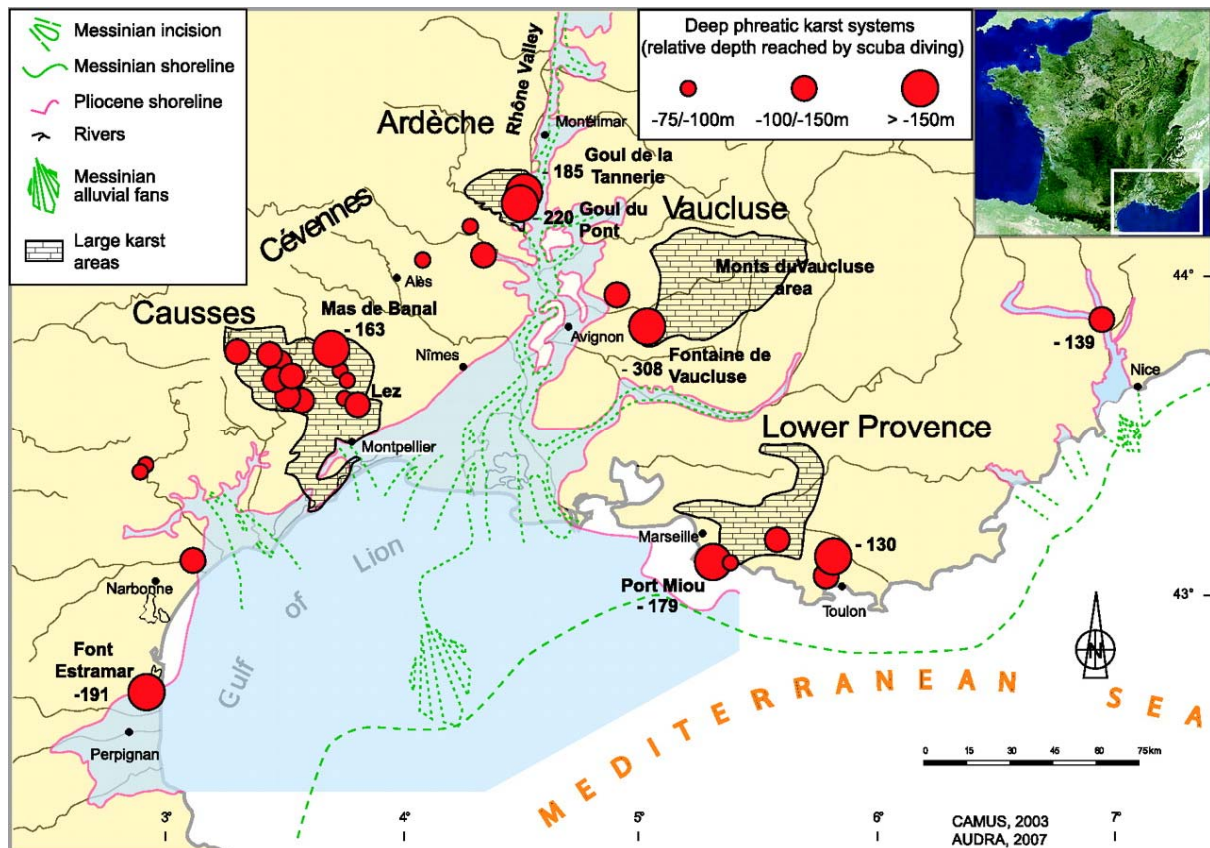 Messinian incision
Messinian shoreline
Pliocene shoreline
Rivers
Messinian
alluvial fans
Large karst
areas
Deep phreatic karst systems
(relative depth reached by scuba diving)
-75/-100m
-100/-150m
> -150m
Rhône Valley
Montélimar
Ardèche
- 185
Goul de la
Tannerie
- 220
Goul du
Pont
Vaucluse
Monts du Vaucluse
area
Cévennes
Alès
Mas de Banal
- 163
Causses
Nîmes
Avignon
- 308
Fontaine de
Vaucluse
Lez
Montpellier
44°
- 139
Nice
Lower Provence
Marseille
- 130
Port Miou
- 179
Toulon
43°
Narbonne
Font
Estramar
-191
Perpignan
Gulf of Lion
N
MEDITERRANEAN SEA
0 15 30 45 60 75 km
3°
4°
5°
6°
7°
CAMUS, 2003
AUDRA, 2007